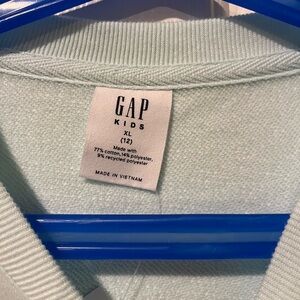 GAP
KIDS
XL
(12)
Made with
77% cotton, 14% polyester,
9% recycled polyester
MADE IN VIETNAM